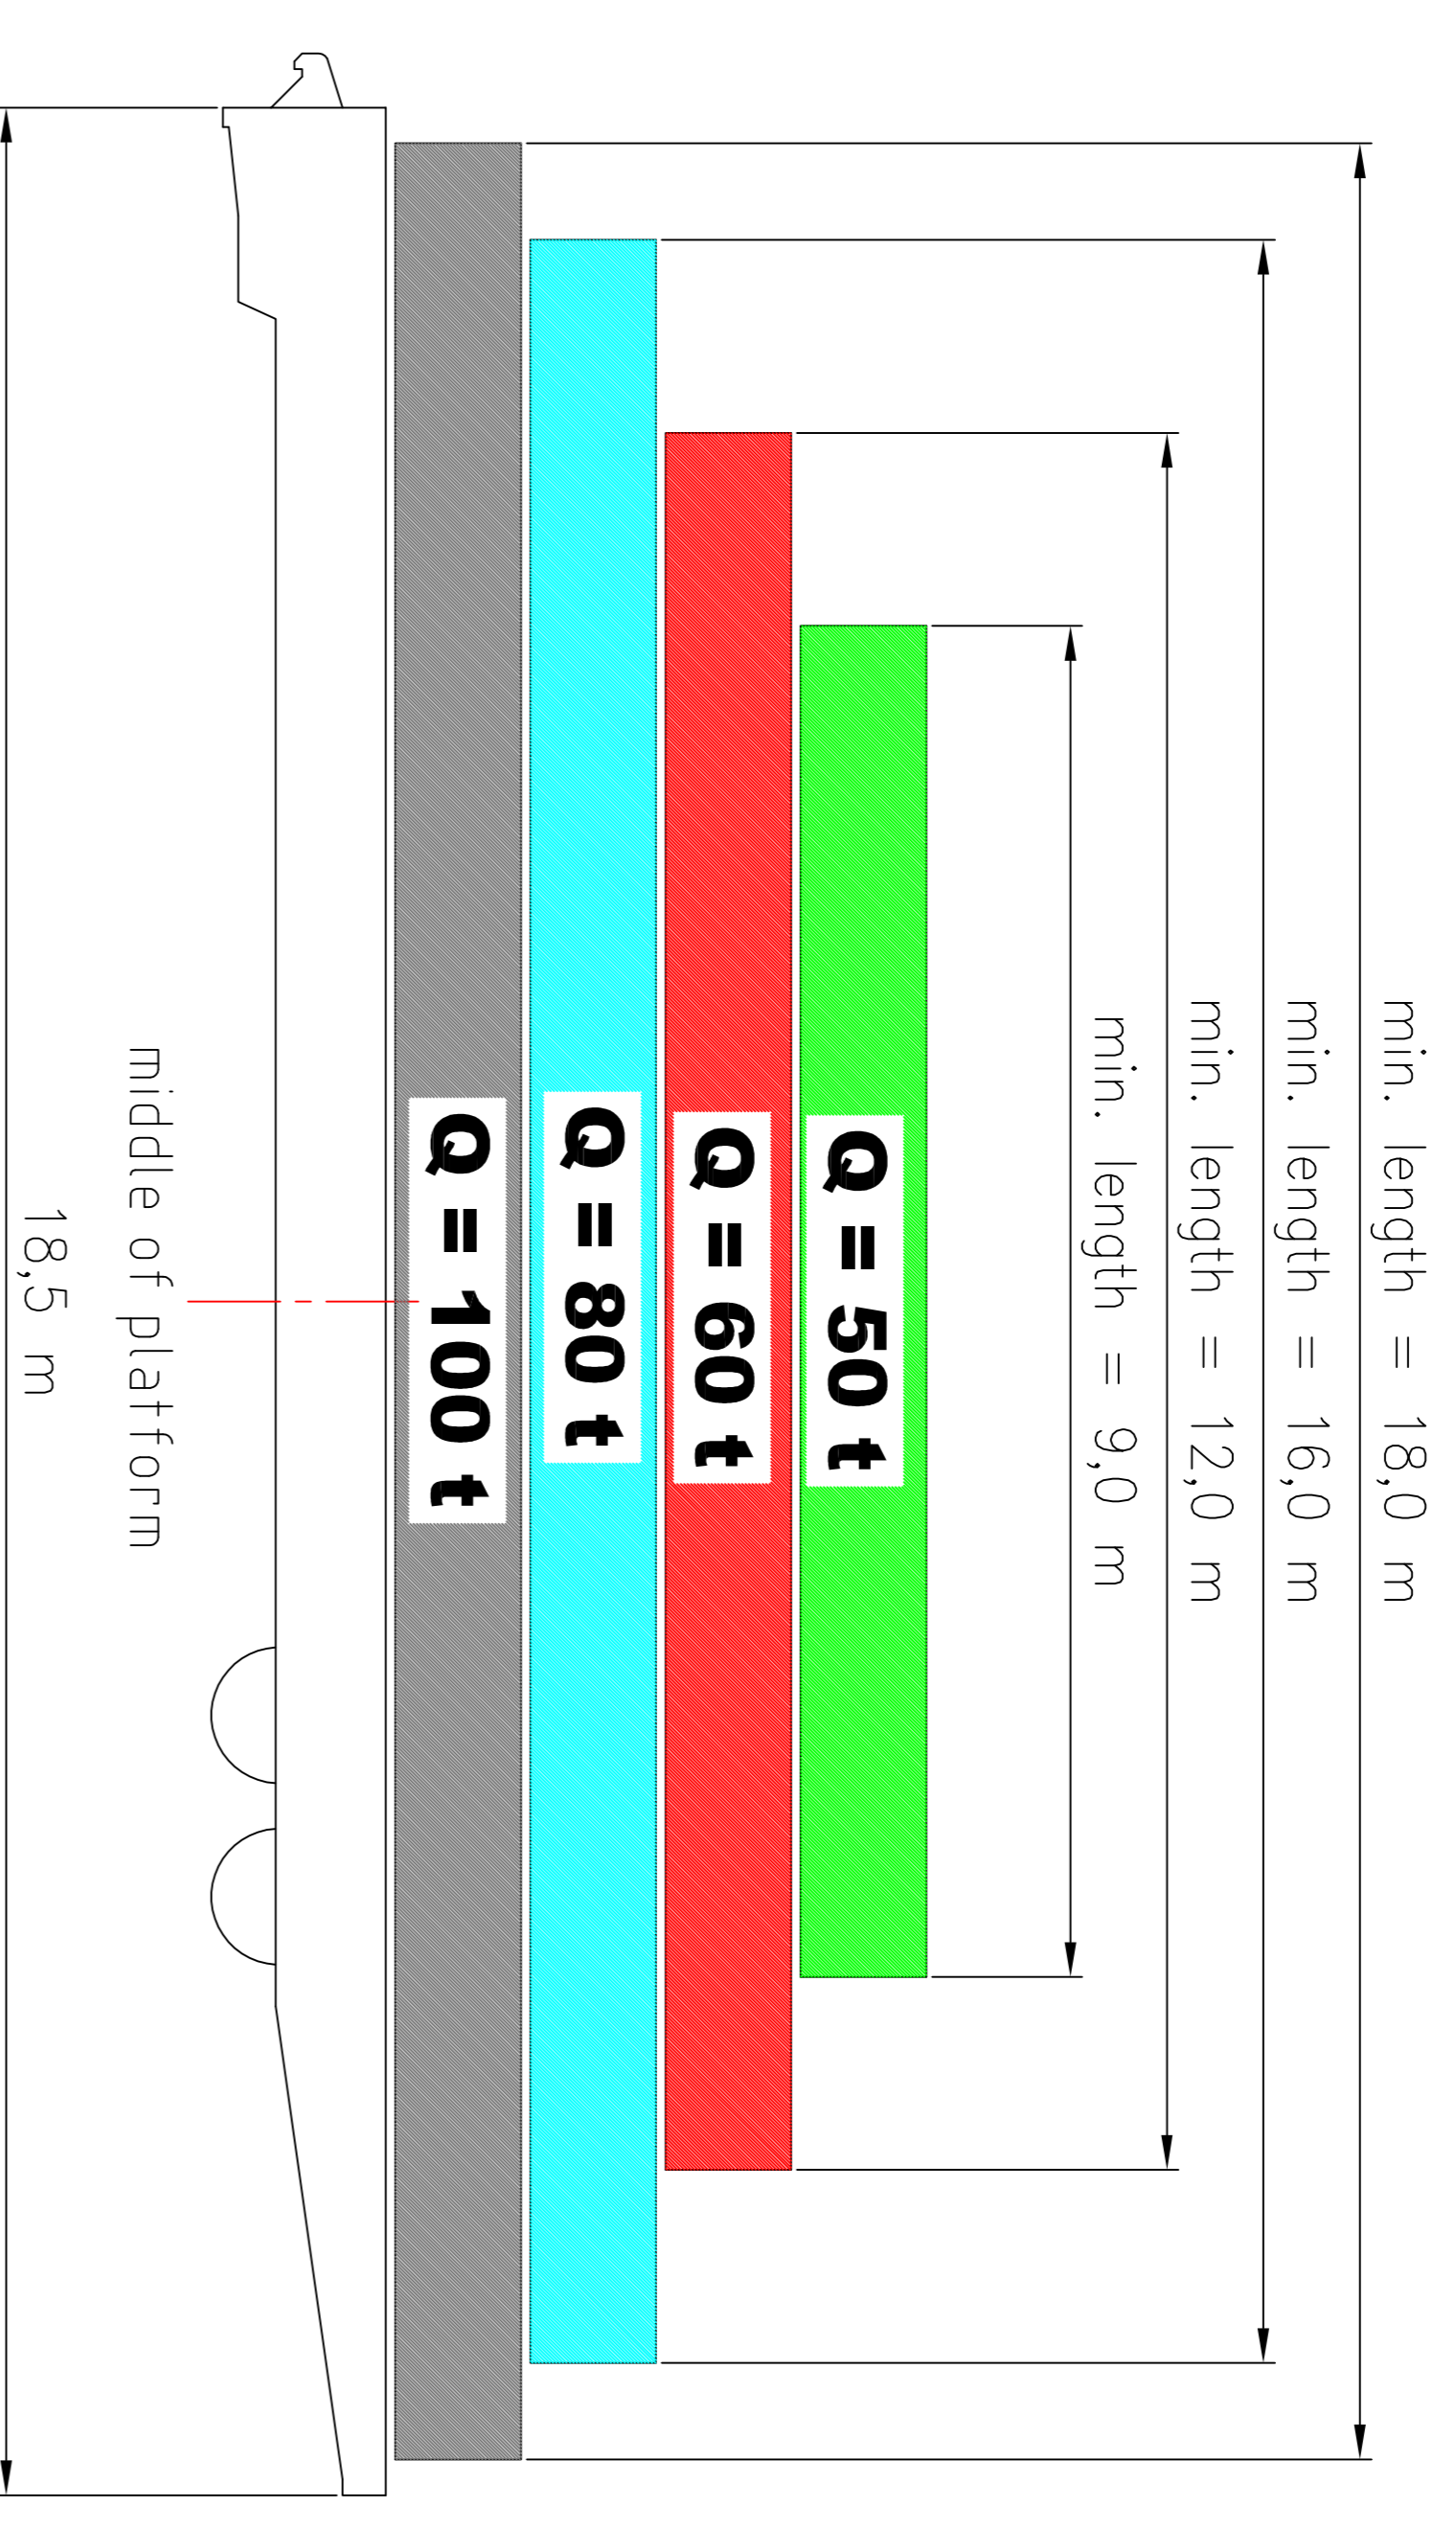 min. length = 18,0 m
min. length = 16,0 m
min. length = 12,0 m
min. length = 9,0 m
Q = 50 t
Q = 60 t
Q = 80 t
Q = 100 t
middle of platform
18,5 m